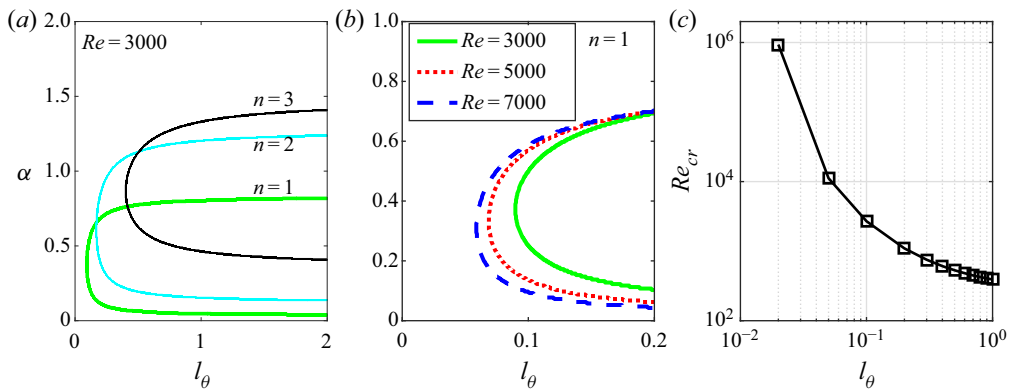 (a)
2.0
1.5
1.0
0.5
0
α
Re = 3000
n = 3
n = 2
n = 1
0
1
2
l_θ
(b)
1.0
0.8
0.6
0.4
0.2
0
Re = 3000
Re = 5000
Re = 7000
n = 1
0
0.1
0.2
l_θ
(c)
10^6
10^4
10^2
Re_cr
10^−2
10^−1
10^0
l_θ